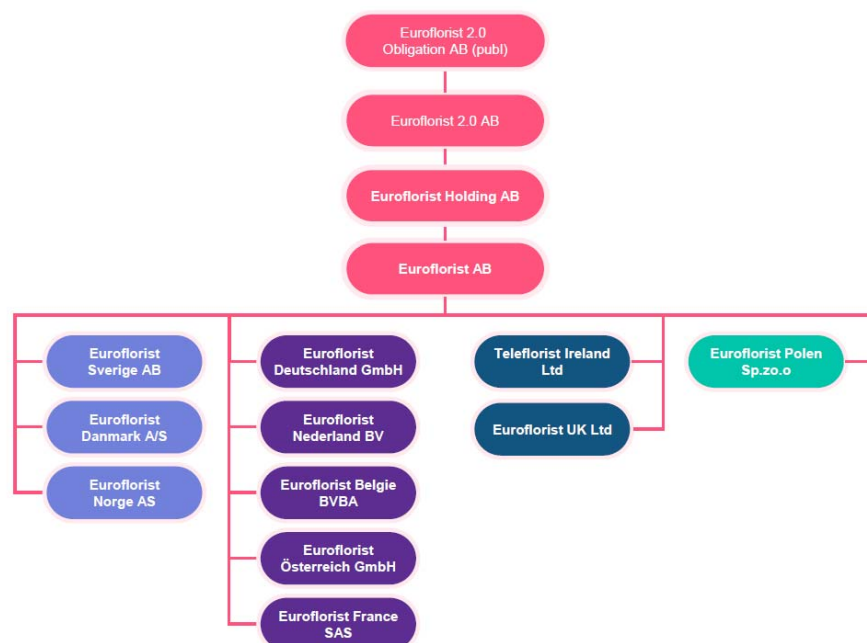 Euroflorist 2.0
Obligation AB (publ)
Euroflorist 2.0 AB
Euroflorist Holding AB
Euroflorist AB
Euroflorist
Sverige AB
Euroflorist
Danmark A/S
Euroflorist
Norge AS
Euroflorist
Deutschland GmbH
Euroflorist
Nederland BV
Euroflorist Belgie
BVBA
Euroflorist
Österreich GmbH
Euroflorist France
SAS
Teleflorist Ireland
Ltd
Euroflorist UK Ltd
Euroflorist Polen
Sp.zo.o